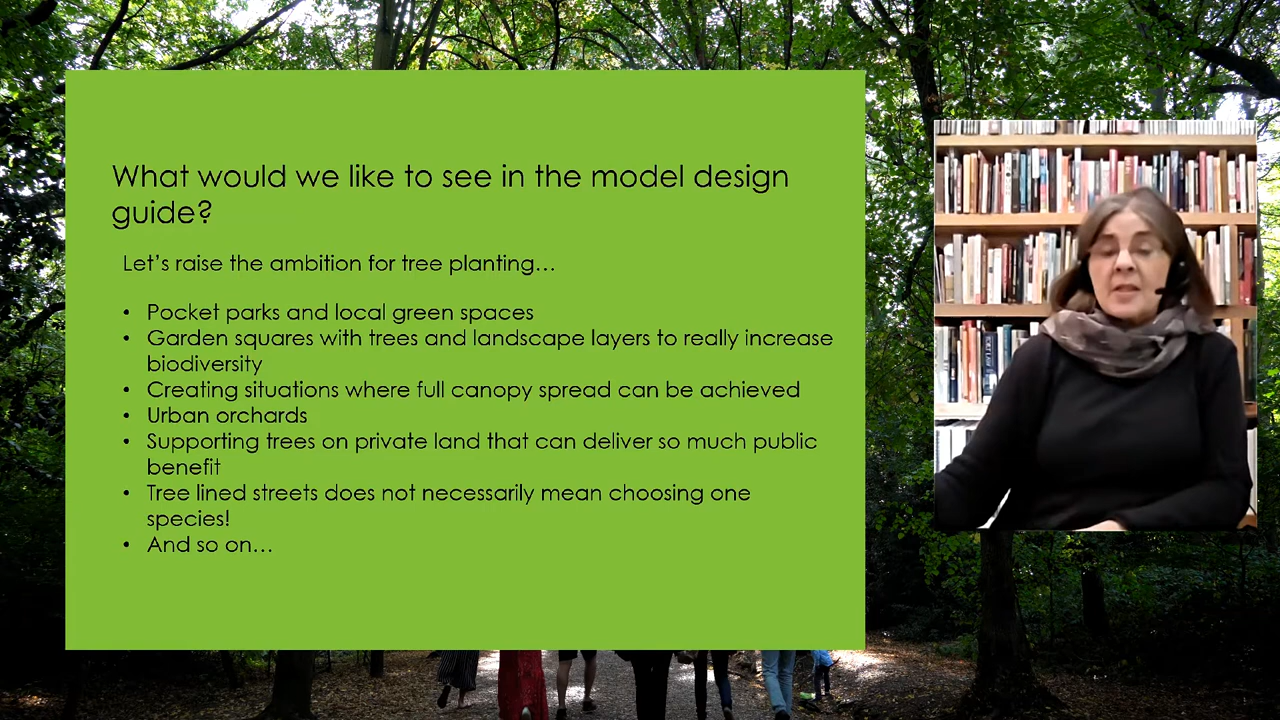 What would we like to see in the model design
guide?
Let's raise the ambition for tree planting…
• Pocket parks and local green spaces
• Garden squares with trees and landscape layers to really increase
biodiversity
• Creating situations where full canopy spread can be achieved
• Urban orchards
• Supporting trees on private land that can deliver so much public
benefit
• Tree lined streets does not necessarily mean choosing one
species!
• And so on…